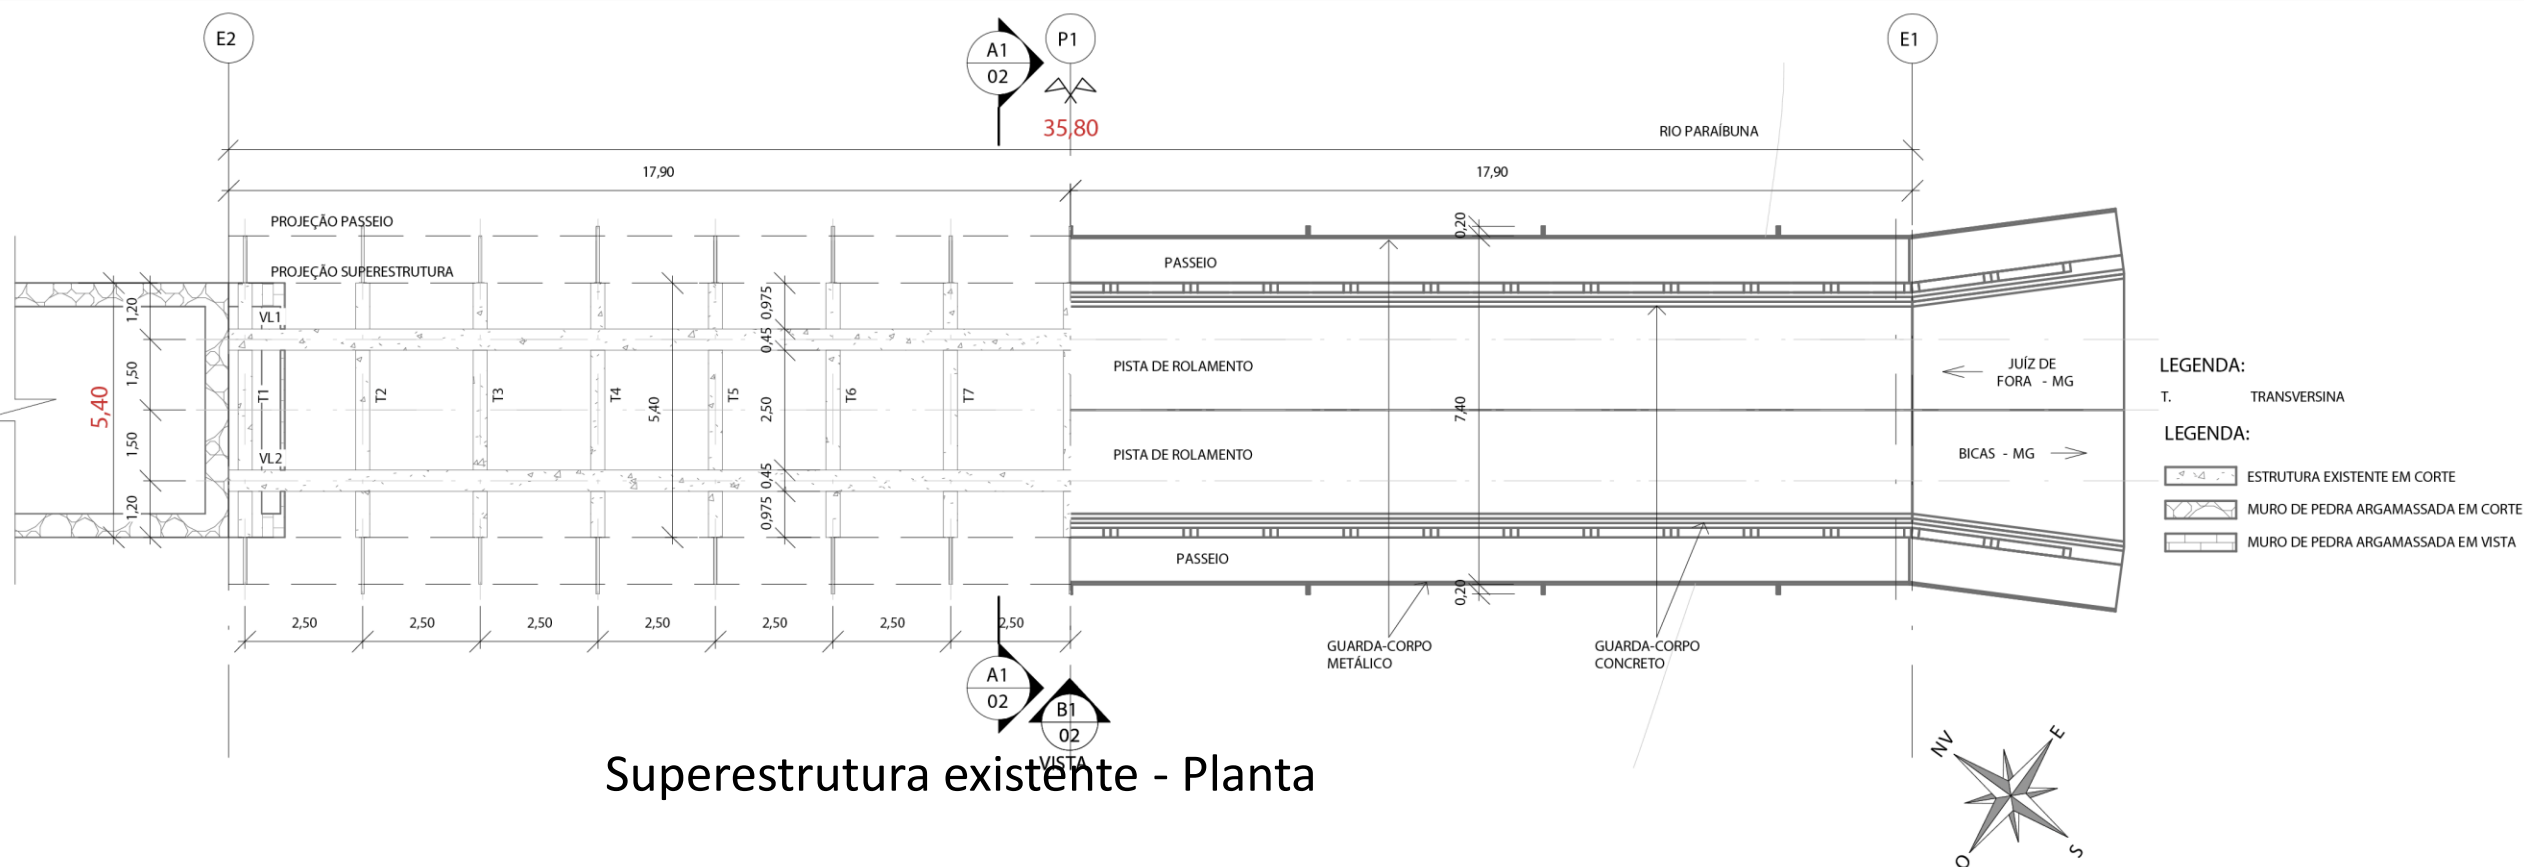 E2
A1
02
P1
E1
35,80
RIO PARAÍBUNA
17,90
17,90
PROJEÇÃO PASSEIO
0,20
PASSEIO
PROJEÇÃO SUPERESTRUTURA
1,20
VL1
0,975
0,45
1,50
PISTA DE ROLAMENTO
JUÍZ DE
FORA - MG
LEGENDA:
T. TRANSVERSINA
5,40
T1
T2
T3
T4
5,40
T5
2,50
T6
T7
7,40
LEGENDA:
1,50
VL2
PISTA DE ROLAMENTO
BICAS - MG
0,45
ESTRUTURA EXISTENTE EM CORTE
1,20
0,975
MURO DE PEDRA ARGAMASSADA EM CORTE
MURO DE PEDRA ARGAMASSADA EM VISTA
PASSEIO
0,20
2,50
2,50
2,50
2,50
2,50
2,50
2,50
GUARDA-CORPO
METÁLICO
GUARDA-CORPO
CONCRETO
A1
02
B1
02
VISTA
Superestrutura existente - Planta
NV
E
O
S